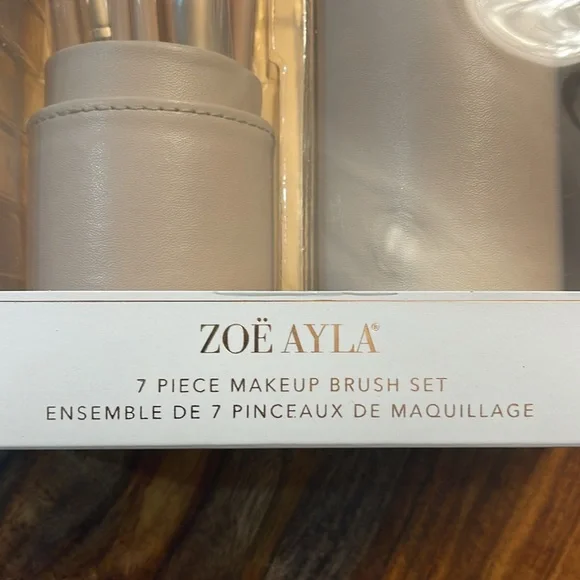 ZOË AYLA®
7 PIECE MAKEUP BRUSH SET
ENSEMBLE DE 7 PINCEAUX DE MAQUILLAGE